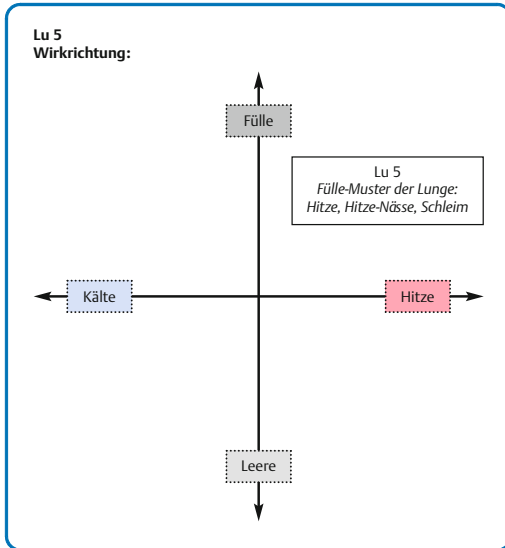 Lu 5
Wirkrichtung:
Fülle
Lu 5
Fülle-Muster der Lunge:
Hitze, Hitze-Nässe, Schleim
Kälte
Hitze
Leere